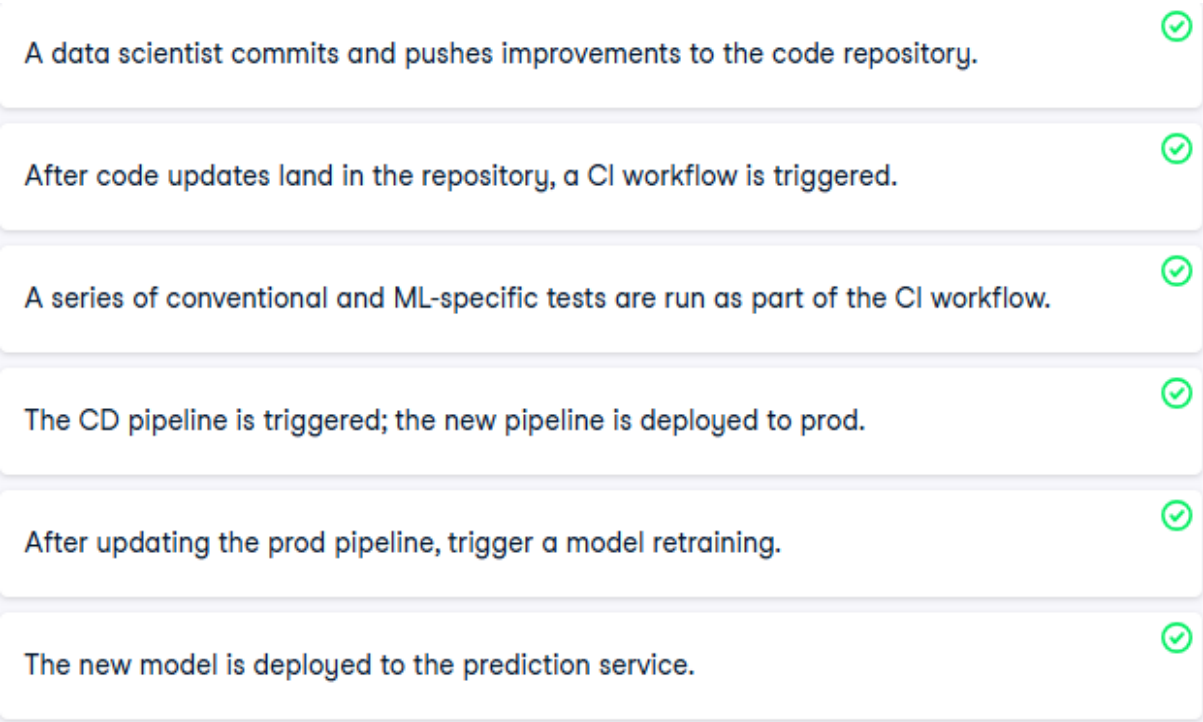 A data scientist commits and pushes improvements to the code repository.
After code updates land in the repository, a CI workflow is triggered.
A series of conventional and ML-specific tests are run as part of the CI workflow.
The CD pipeline is triggered; the new pipeline is deployed to prod.
After updating the prod pipeline, trigger a model retraining.
The new model is deployed to the prediction service.